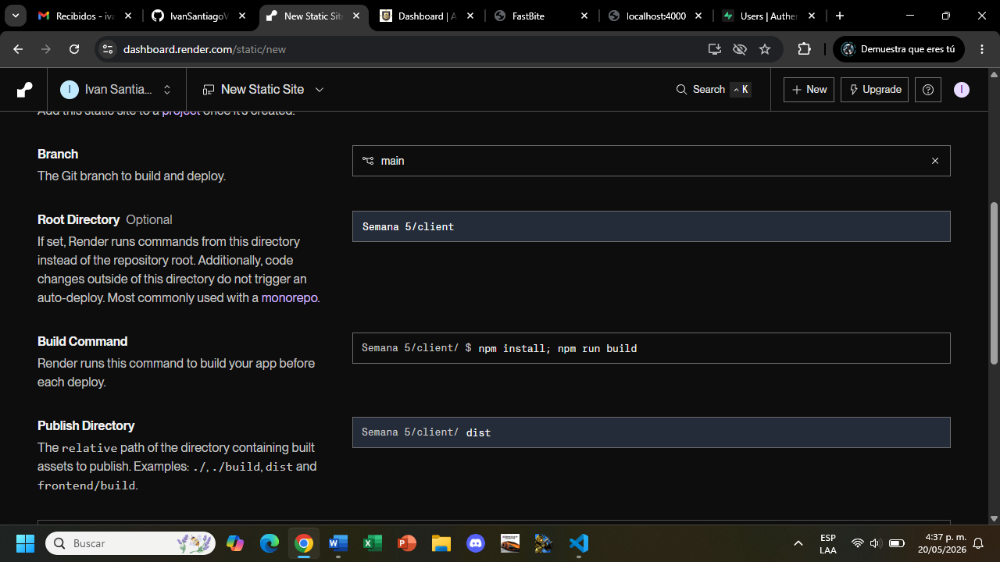 Recibidos - iva
IvanSantiagoV
New Static Site
Dashboard | A
FastBite
localhost:4000
Users | Authen
dashboard.render.com/static/new
Demuestra que eres tú
I
Ivan Santia...
New Static Site
Search
K
New
Upgrade
I
Add this static site to a project once it's created.
Branch
The Git branch to build and deploy.
main
Root Directory Optional
If set, Render runs commands from this directory
instead of the repository root. Additionally, code
changes outside of this directory do not trigger an
auto-deploy. Most commonly used with a monorepo.
Semana 5/client
Build Command
Render runs this command to build your app before
each deploy.
Semana 5/client/ $ npm install; npm run build
Publish Directory
The relative path of the directory containing built
assets to publish. Examples: ./, ./build, dist and
frontend/build.
Semana 5/client/ dist
Buscar
ESP
LAA
4:37 p. m.
20/05/2026